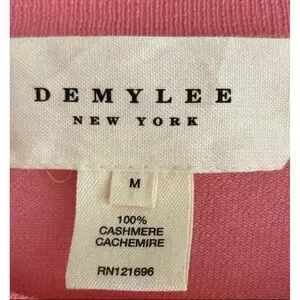 DEMYLEE
NEW YORK
M
100%
CASHMERE
CACHEMIRE
RN121696